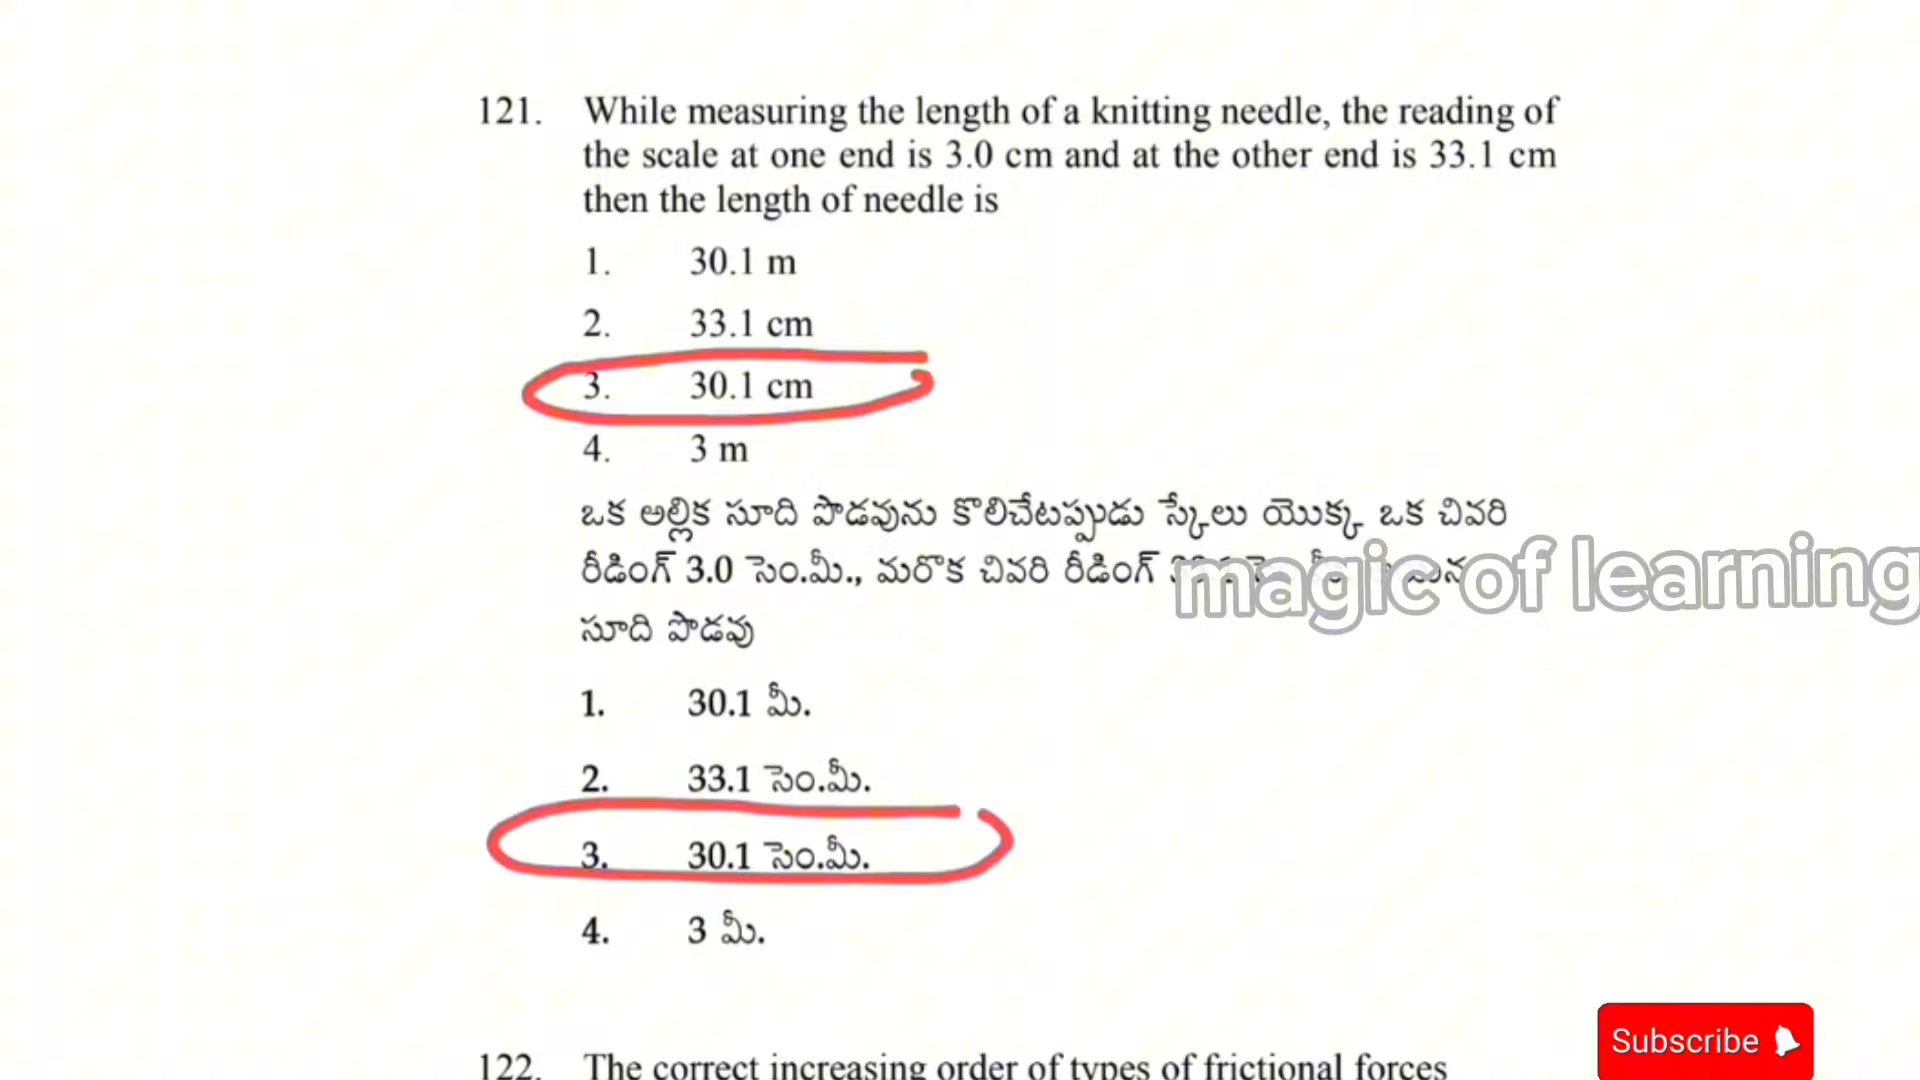 121. While measuring the length of a knitting needle, the reading of
the scale at one end is 3.0 cm and at the other end is 33.1 cm
then the length of needle is
1. 30.1 m
2. 33.1 cm
3. 30.1 cm
4. 3 m
ఒక అల్లిక సూది పొడవును కొలిచేటప్పుడు స్కేలు యొక్క ఒక చివరి
రీడింగ్ 3.0 సెం.మీ., మరొక చివరి రీడింగ్
magic of learning
సూది పొడవు
1. 30.1 మీ.
2. 33.1 సెం.మీ.
3. 30.1 సెం.మీ.
4. 3 మీ.
Subscribe
122. The correct increasing order of types of frictional forces